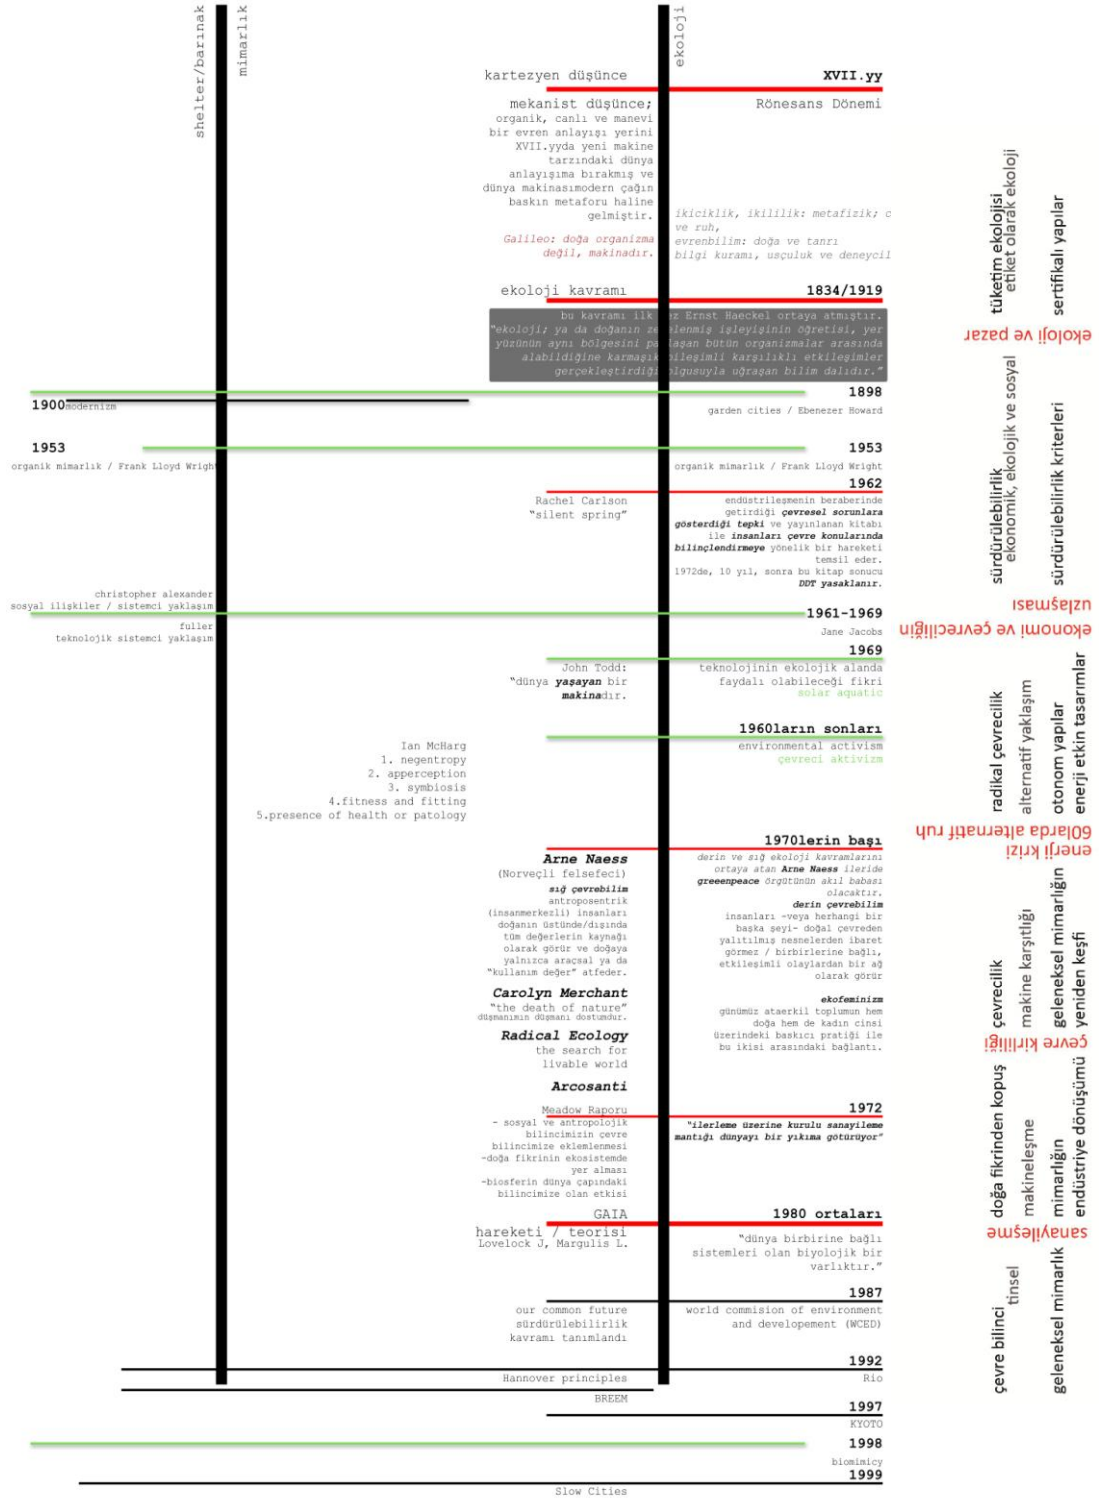 shelter/barınak
mimarlık
ekoloji
kartezyen düşünce
XVII.yy
mekanist düşünce;
organik, canlı ve manevi
bir evren anlayışı yerini
XVII.yyda yeni makine
tarzındaki dünya
anlayışıma bırakmış ve
dünya makinasımodern çağın
baskın metaforu haline
gelmiştir.
Galileo: doğa organizma
değil, makinadır.
Rönesans Dönemi
ikiciklik, ikililik: metafizik; c
ve ruh,
evrenbilim: doğa ve tanrı
bilgi kuramı, usçuluk ve deneycil
ekoloji kavramı
1834/1919
bu kavramı ilk ez Ernst Haeckel ortaya atmıştır.
"ekoloji; ya da doğanın ze elenmiş işleyişinin öğretisi, yer
yüzünün aynı bölgesini pa laşan bütün organizmalar arasında
alabildiğine karmaşık bileşimli karşılıklı etkileşimler
gerçekleştirdiği olgusuyla uğraşan bilim dalıdır."
1898
garden cities / Ebenezer Howard
1900modernizm
1953
organik mimarlık / Frank Lloyd Wrigh
1953
organik mimarlık / Frank Lloyd Wright
1962
Rachel Carlson
"silent spring"
endüstrileşmenin beraberinde
getirdiği çevresel sorunlara
gösterdiği tepki ve yayınlanan kitabı
ile insanları çevre konularında
bilinçlendirmeye yönelik bir hareketi
temsil eder.
1972de, 10 yıl, sonra bu kitap sonucu
DDT yasaklanır.
christopher alexander
sosyal ilişkiler / sistemci yaklaşım
fuller
teknolojik sistemci yaklaşım
1961-1969
Jane Jacobs
1969
John Todd:
"dünya yaşayan bir
makinadır.
teknolojinin ekolojik alanda
faydalı olabileceği fikri
solar aquatic
1960ların sonları
environmental activism
çevreci aktivizm
Ian McHarg
1. negentropy
2. apperception
3. symbiosis
4.fitness and fitting
5.presence of health or patology
1970lerin başı
Arne Naess
(Norveçli felsefeci)
sığ çevrebilim
antroposentrik
(insanmerkezli) insanları
doğanın üstünde/dışında
tüm değerlerin kaynağı
olarak görür ve doğaya
yalnızca araçsal ya da
"kullanım değer" atfeder.
derin ve sığ ekoloji kavramlarını
ortaya atan Arne Naess ileride
greeenpeace örgütünün akıl babası
olacaktır.
derin çevrebilim
insanları -veya herhangi bir
başka şeyi- doğal çevreden
yalıtılmış nesnelerden ibaret
görmez / birbirlerine bağlı,
etkileşimli olaylardan bir ağ
olarak görür
Carolyn Merchant
"the death of nature"
düşmanımın düşmanı dostumdur.
Radical Ecology
the search for
livable world
ekofeminizm
günümüz ataerkil toplumun hem
doğa hem de kadın cinsi
üzerindeki baskıcı pratiği ile
bu ikisi arasındaki bağlantı.
Arcosanti
1972
Meadow Raporu
- sosyal ve antropolojik
bilincimizin çevre
bilincimize eklemlenmesi
-doğa fikrinin ekosistemde
yer alması
-biosferin dünya çapındaki
bilincimize olan etkisi
"ilerleme üzerine kurulu sanayileme
mantığı dünyayı bir yıkıma götürüyor"
GAIA
hareketi / teorisi
Lovelock J, Margulis L.
1980 ortaları
"dünya birbirine bağlı
sistemleri olan biyolojik bir
varlıktır."
1987
our common future
sürdürülebilirlik
kavramı tanımlandı
world commision of environment
and developement (WCED)
1992
Hannover principles
Rio
BREEM
1997
KYOTO
1998
biomimicy
1999
Slow Cities
tüketim ekolojisi
etiket olarak ekoloji
sertifikalı yapılar
ekoloji ve pazar
sürdürülebilirlik
ekonomik, ekolojik ve sosyal
sürdürülebilirlik kriterleri
ekonomi ve çevreciliğin
uzlaşması
radikal çevrecilik
alternatif yaklaşım
otonom yapılar
enerji etkin tasarımlar
enerji krizi
60larda alternatif ruh
çevrecilik
makine karşıtlığı
geleneksel mimarlığın
yeniden keşfi
çevre kirliliği
doğa fikrinden kopuş
makineleşme
mimarlığın
endüstriye dönüşümü
sanayileşme
çevre bilinci
tinsel
geleneksel mimarlık